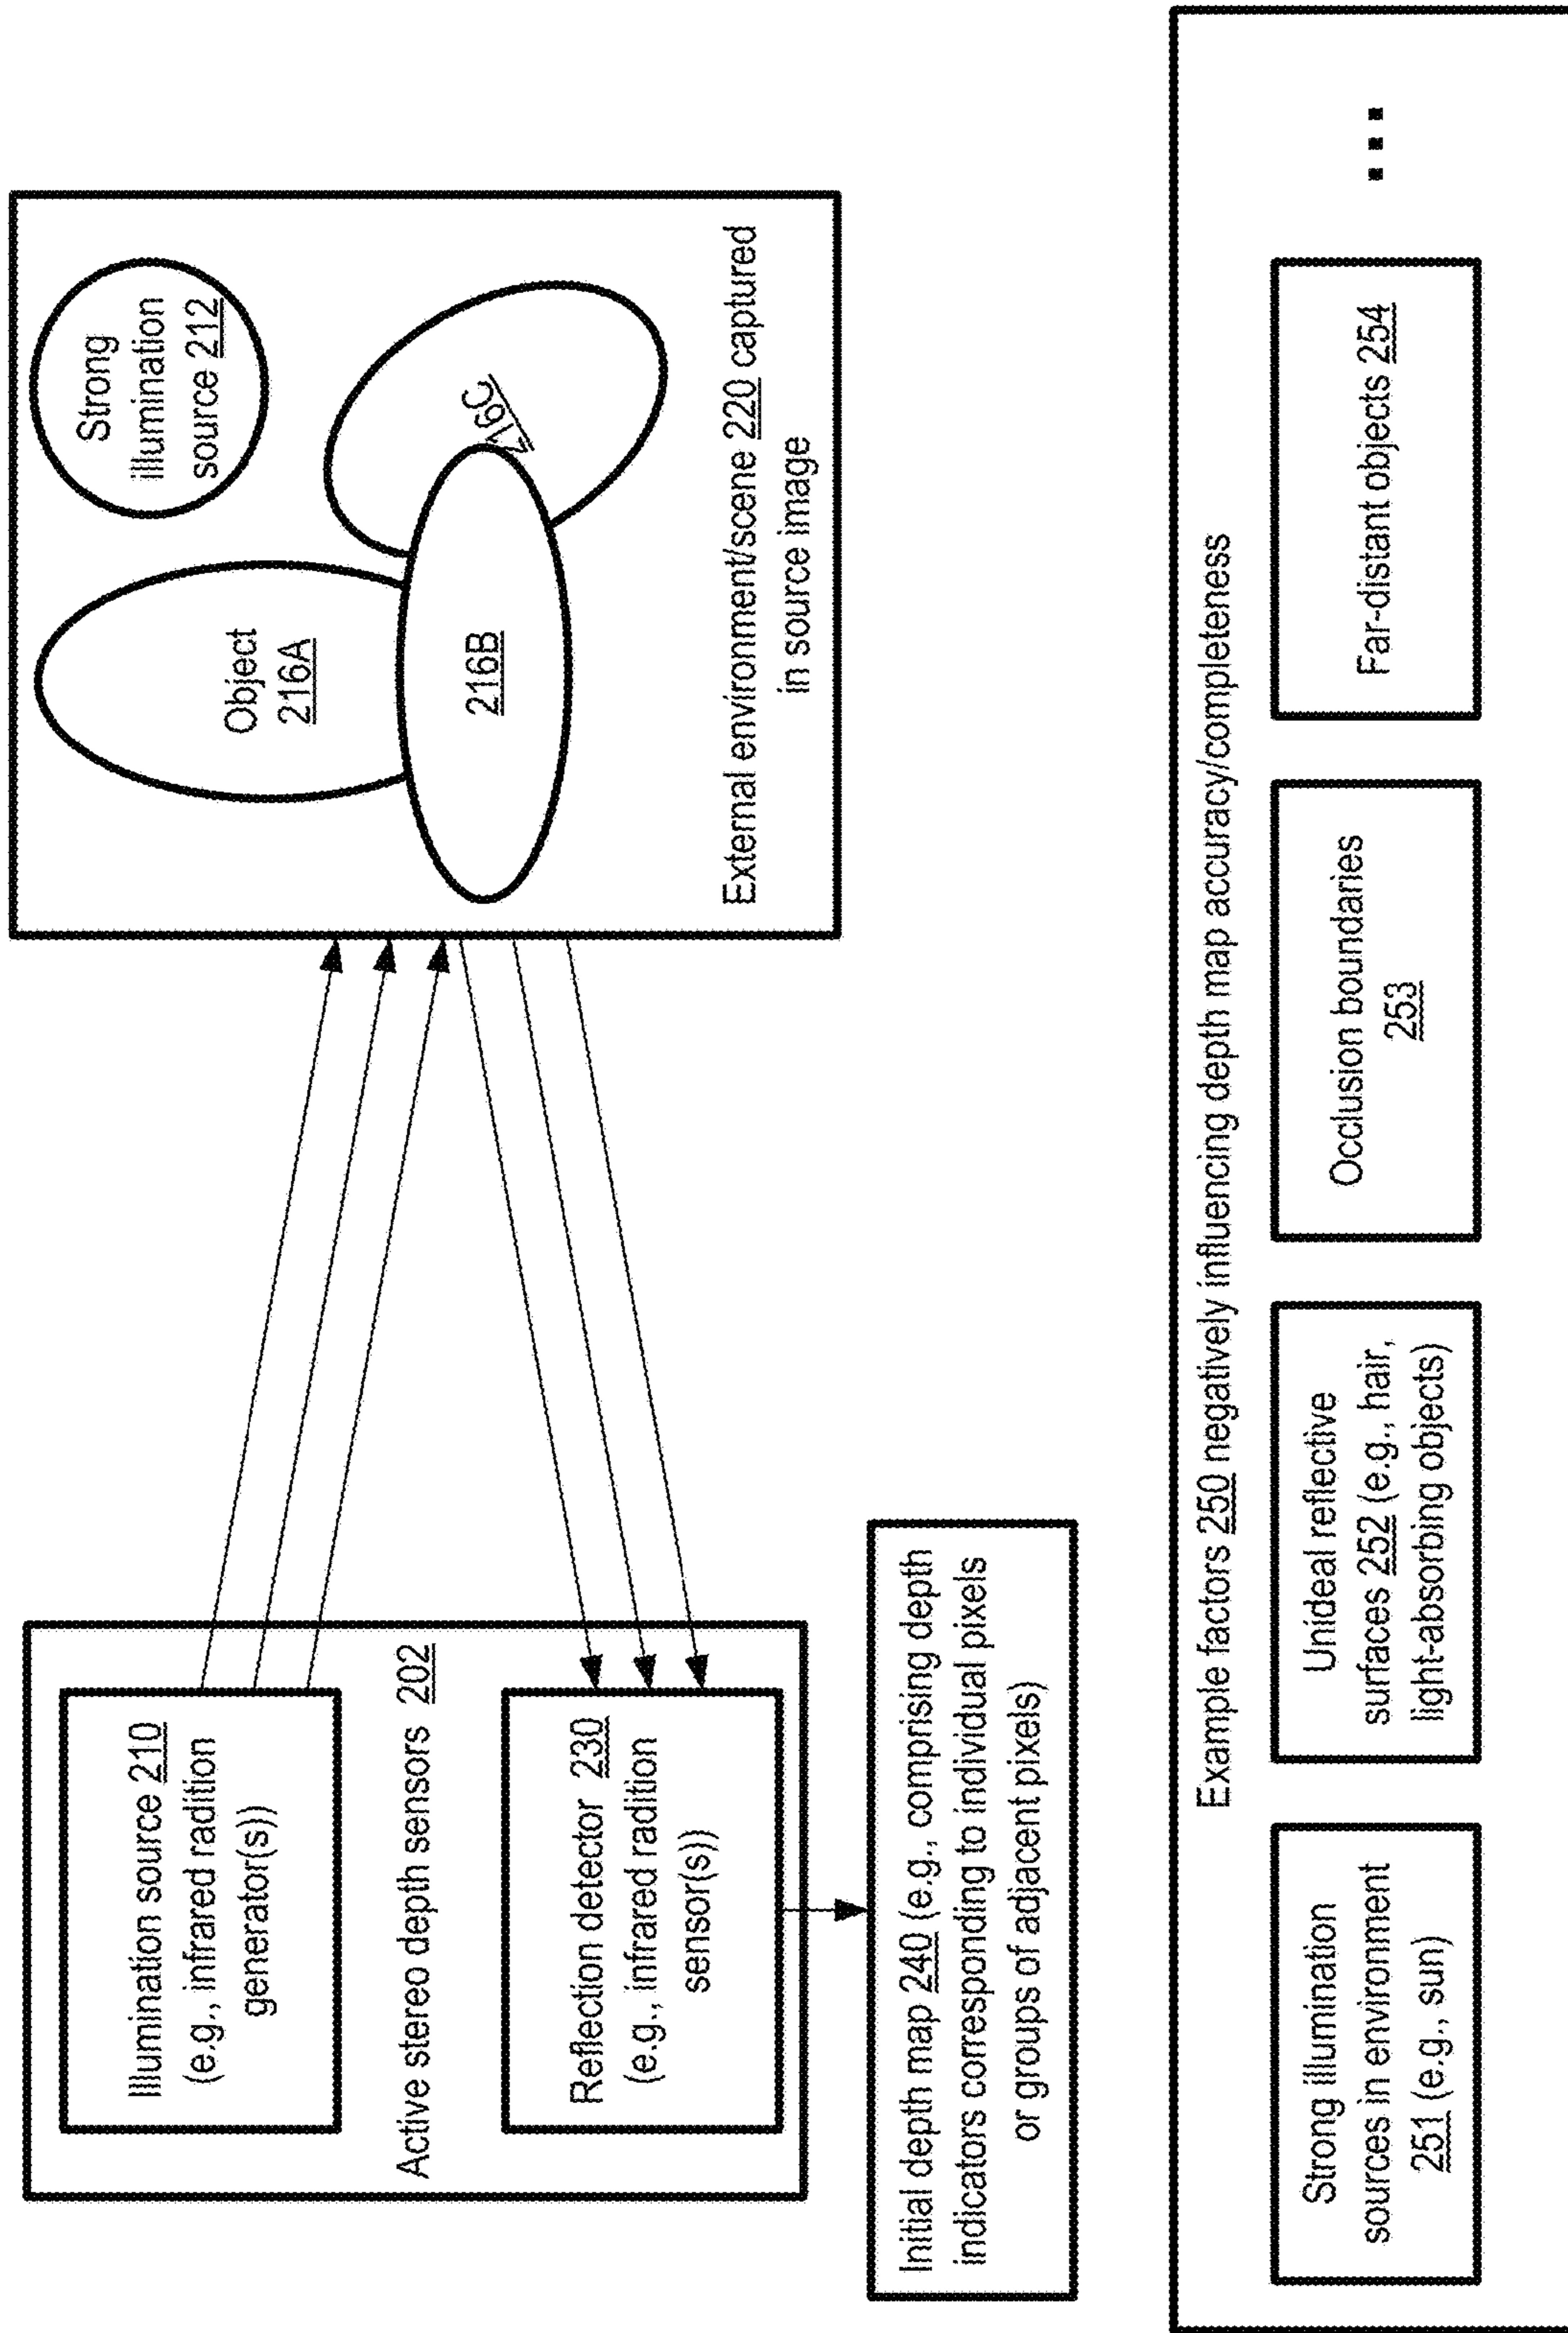 Illumination source 210
(e.g., infrared radition
generator(s))
Active stereo depth sensors 202
Reflection detector 230
(e.g., infrared radition
sensor(s))
Initial depth map 240 (e.g., comprising depth
indicators corresponding to individual pixels
or groups of adjacent pixels)
Object
216A
Strong
illumination
source 212
216B
216C
External environment/scene 220 captured
in source image
Example factors 250 negatively influencing depth map accuracy/completeness
Strong illumination
sources in environment
251 (e.g., sun)
Unideal reflective
surfaces 252 (e.g., hair,
light-absorbing objects)
Occlusion boundaries
253
Far-distant objects 254
...